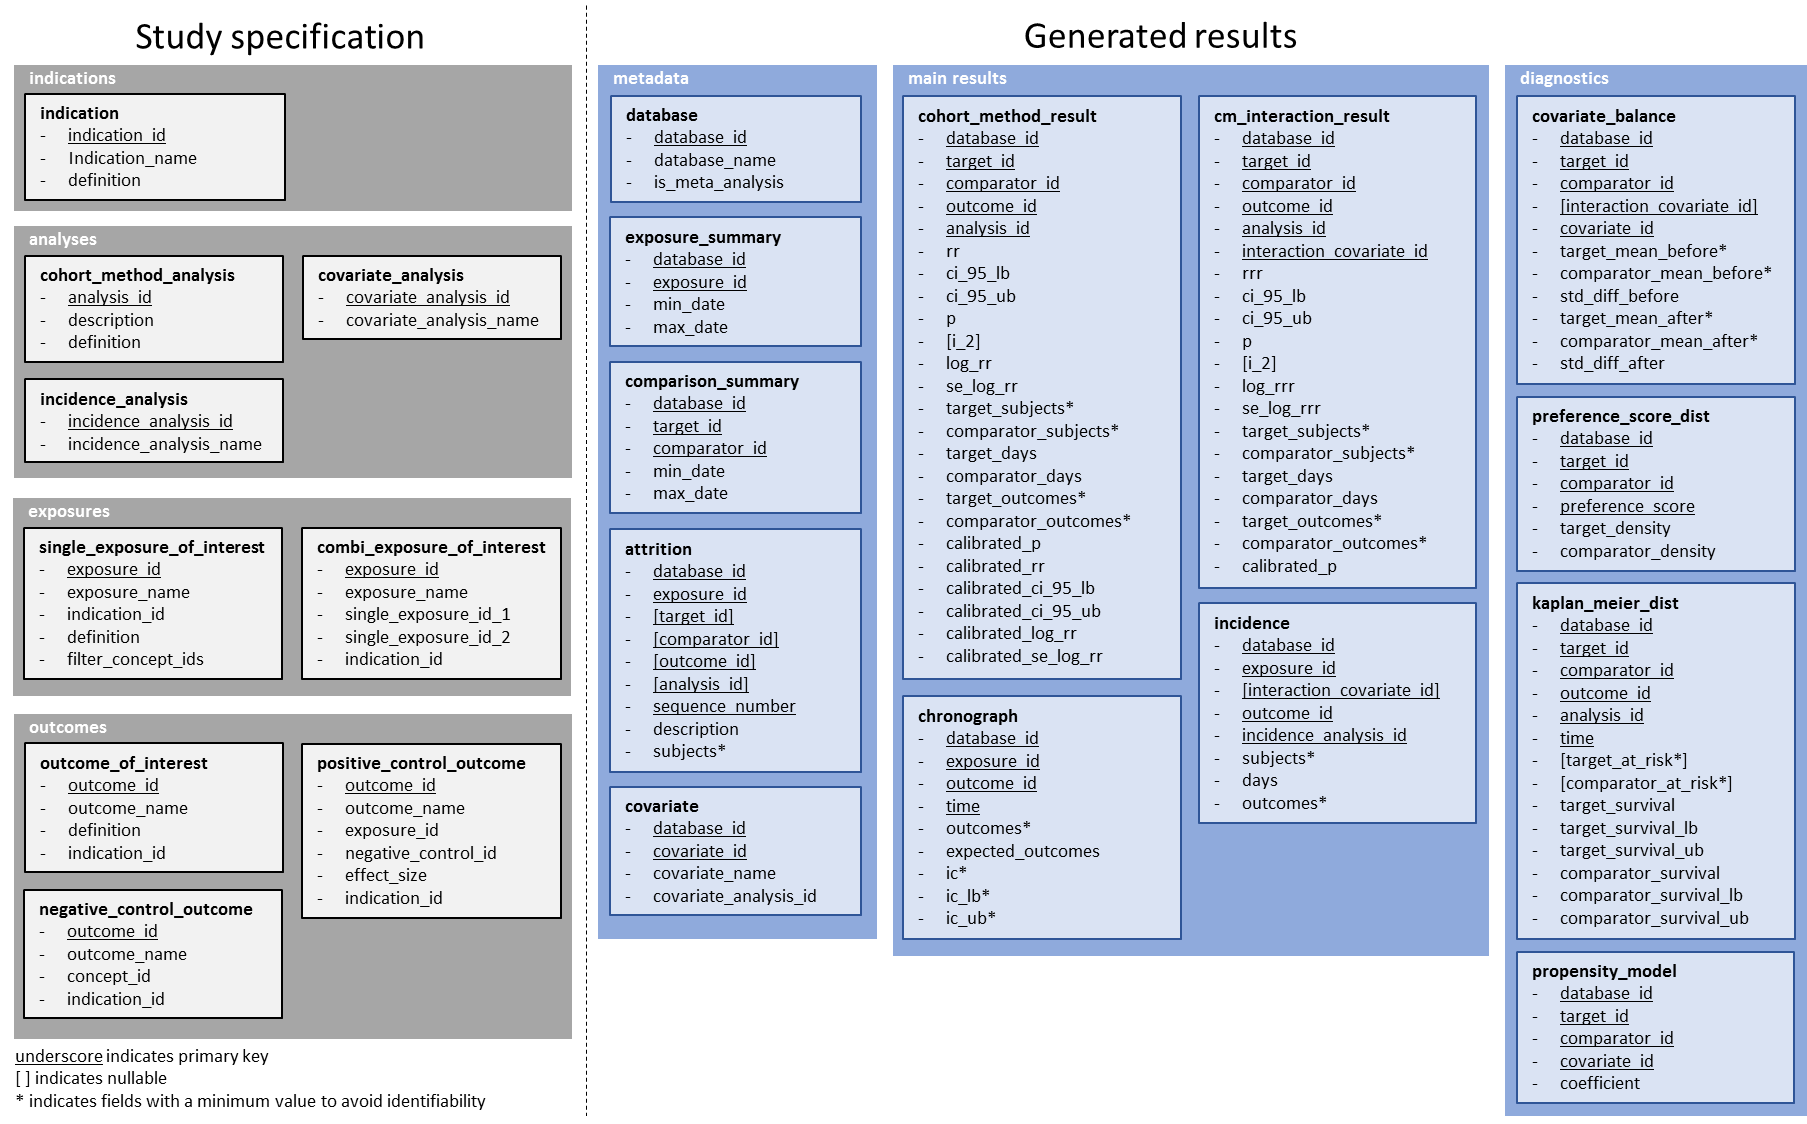 Study specification
indications
indication
- indication_id
- Indication_name
- definition
analyses
cohort_method_analysis
- analysis_id
- description
- definition
covariate_analysis
- covariate_analysis_id
- covariate_analysis_name
incidence_analysis
- incidence_analysis_id
- incidence_analysis_name
exposures
single_exposure_of_interest
- exposure_id
- exposure_name
- indication_id
- definition
- filter_concept_ids
combi_exposure_of_interest
- exposure_id
- exposure_name
- single_exposure_id_1
- single_exposure_id_2
- indication_id
outcomes
outcome_of_interest
- outcome_id
- outcome_name
- definition
- indication_id
positive_control_outcome
- outcome_id
- outcome_name
- exposure_id
- negative_control_id
- effect_size
- indication_id
negative_control_outcome
- outcome_id
- outcome_name
- concept_id
- indication_id
underscore indicates primary key
[ ] indicates nullable
* indicates fields with a minimum value to avoid identifiability
Generated results
metadata
database
- database_id
- database_name
- is_meta_analysis
exposure_summary
- database_id
- exposure_id
- min_date
- max_date
comparison_summary
- database_id
- target_id
- comparator_id
- min_date
- max_date
attrition
- database_id
- exposure_id
- [target_id]
- [comparator_id]
- [outcome_id]
- [analysis_id]
- sequence_number
- description
- subjects*
covariate
- database_id
- covariate_id
- covariate_name
- covariate_analysis_id
main results
cohort_method_result
- database_id
- target_id
- comparator_id
- outcome_id
- analysis_id
- rr
- ci_95_lb
- ci_95_ub
- p
- [i_2]
- log_rr
- se_log_rr
- target_subjects*
- comparator_subjects*
- target_days
- comparator_days
- target_outcomes*
- comparator_outcomes*
- calibrated_p
- calibrated_rr
- calibrated_ci_95_lb
- calibrated_ci_95_ub
- calibrated_log_rr
- calibrated_se_log_rr
chronograph
- database_id
- exposure_id
- outcome_id
- time
- outcomes*
- expected_outcomes
- ic*
- ic_lb*
- ic_ub*
cm_interaction_result
- database_id
- target_id
- comparator_id
- outcome_id
- analysis_id
- interaction_covariate_id
- rrr
- ci_95_lb
- ci_95_ub
- p
- [i_2]
- log_rrr
- se_log_rrr
- target_subjects*
- comparator_subjects*
- target_days
- comparator_days
- target_outcomes*
- comparator_outcomes*
- calibrated_p
incidence
- database_id
- exposure_id
- [interaction_covariate_id]
- outcome_id
- incidence_analysis_id
- subjects*
- days
- outcomes*
diagnostics
covariate_balance
- database_id
- target_id
- comparator_id
- [interaction_covariate_id]
- covariate_id
- target_mean_before*
- comparator_mean_before*
- std_diff_before
- target_mean_after*
- comparator_mean_after*
- std_diff_after
preference_score_dist
- database_id
- target_id
- comparator_id
- preference_score
- target_density
- comparator_density
kaplan_meier_dist
- database_id
- target_id
- comparator_id
- outcome_id
- analysis_id
- time
- [target_at_risk*]
- [comparator_at_risk*]
- target_survival
- target_survival_lb
- target_survival_ub
- comparator_survival
- comparator_survival_lb
- comparator_survival_ub
propensity_model
- database_id
- target_id
- comparator_id
- covariate_id
- coefficient